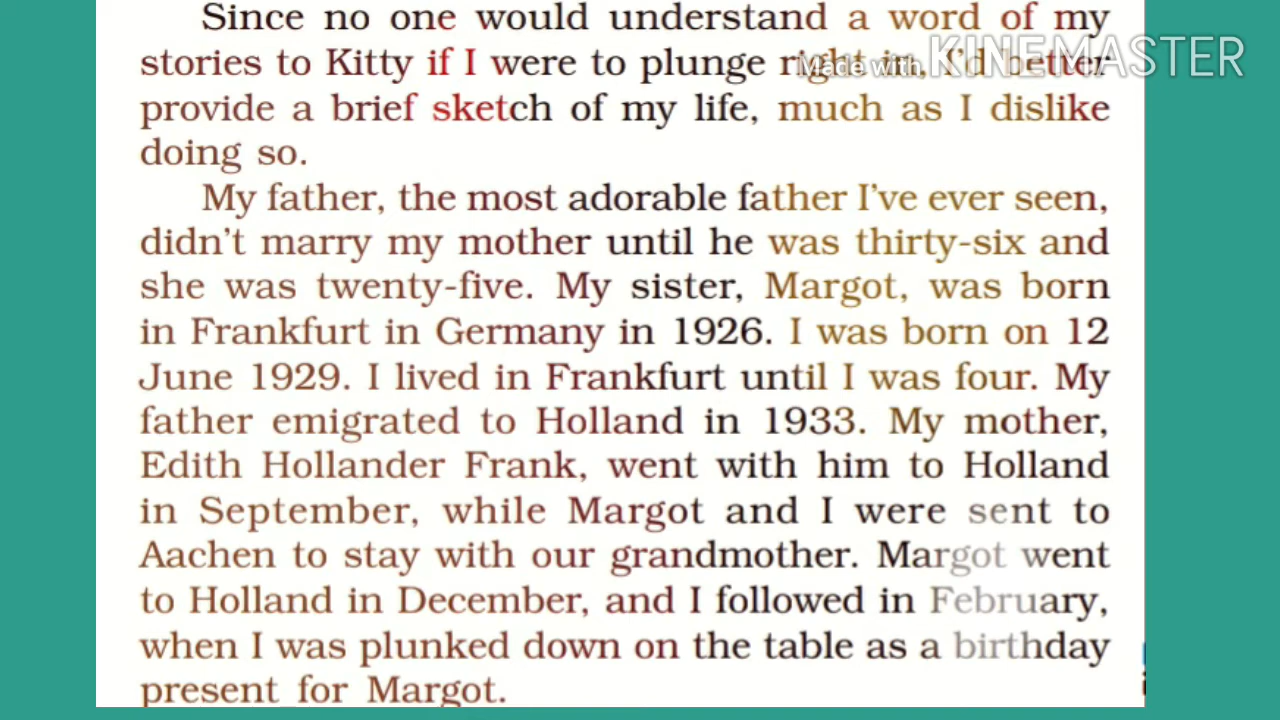 Since no one would understand a word of my
stories to Kitty if I were to plunge right in, I'd better
Made with KINEMASTER
provide a brief sketch of my life, much as I dislike
doing so.
My father, the most adorable father I've ever seen,
didn't marry my mother until he was thirty-six and
she was twenty-five. My sister, Margot, was born
in Frankfurt in Germany in 1926. I was born on 12
June 1929. I lived in Frankfurt until I was four. My
father emigrated to Holland in 1933. My mother,
Edith Hollander Frank, went with him to Holland
in September, while Margot and I were sent to
Aachen to stay with our grandmother. Margot went
to Holland in December, and I followed in February,
when I was plunked down on the table as a birthday
present for Margot.